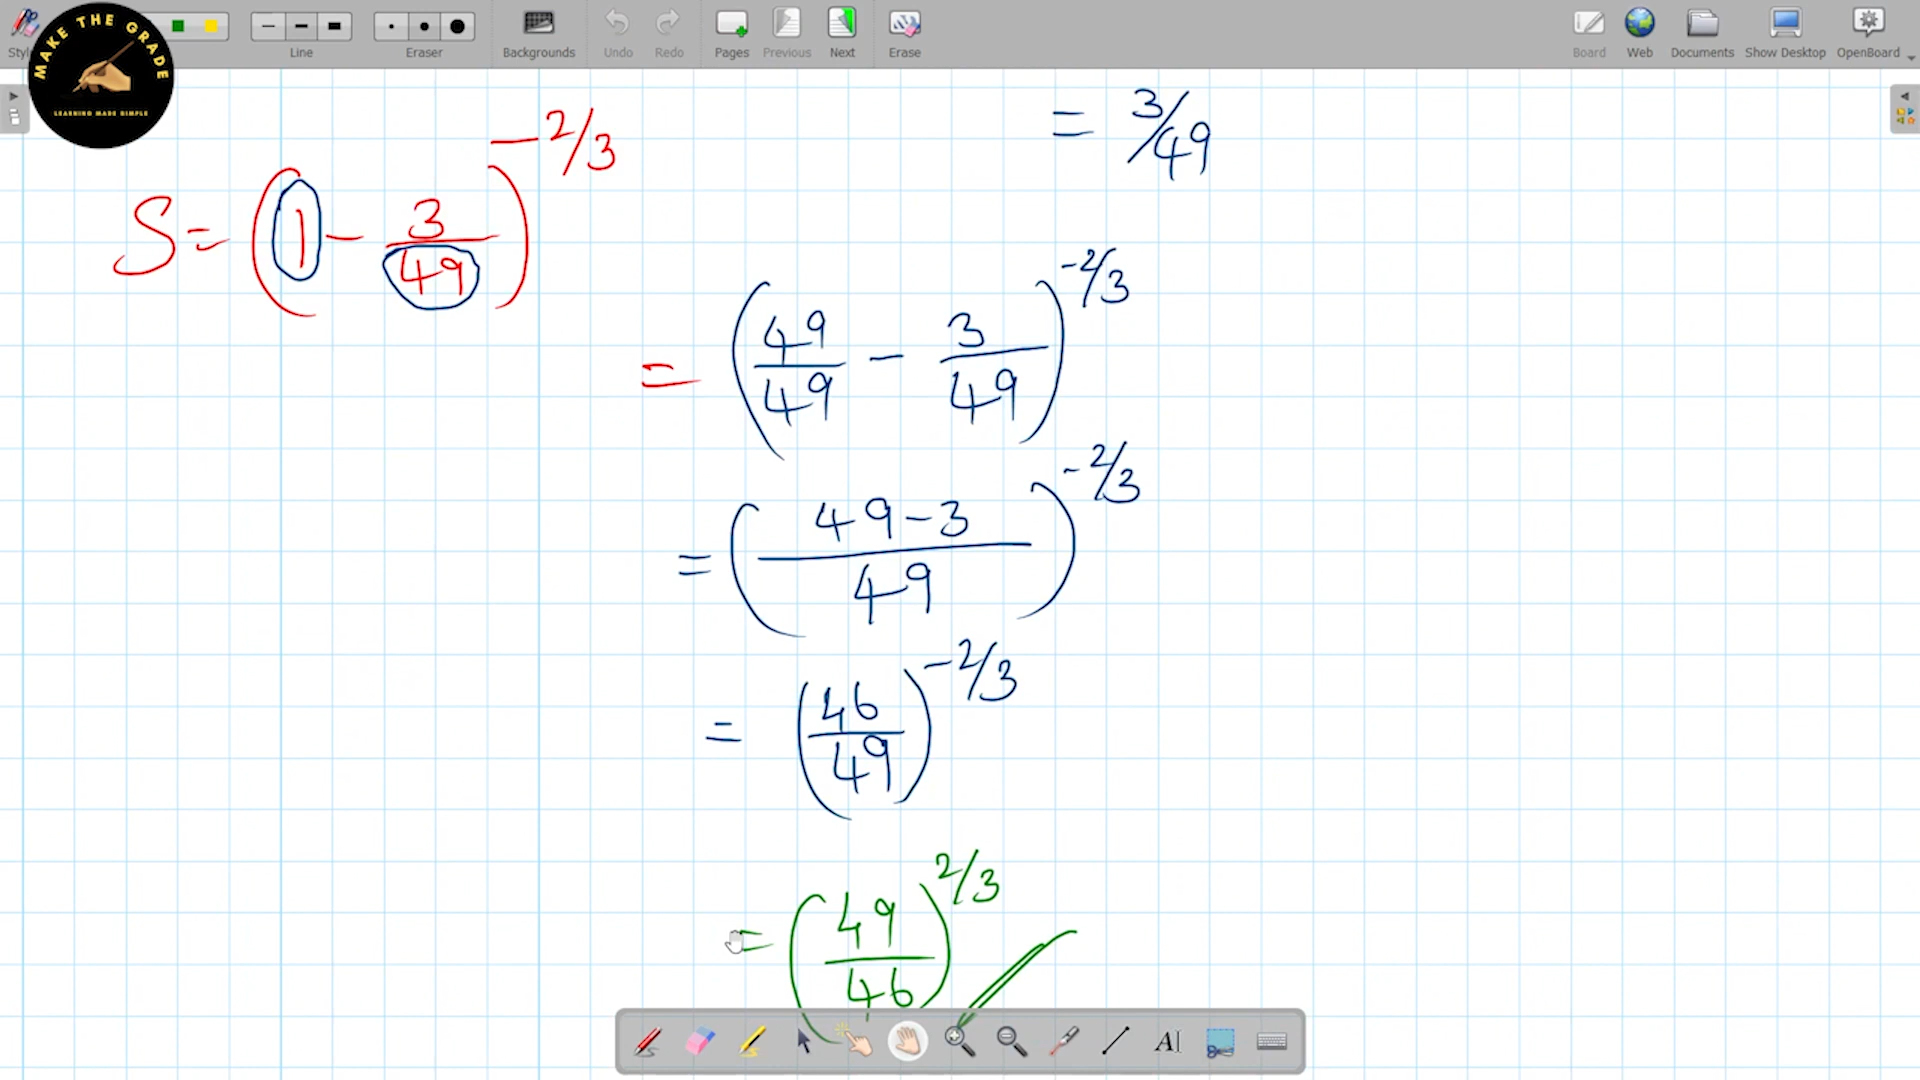 Line
Eraser
Backgrounds
Undo
Redo
Pages
Previous
Next
Erase
Board
Web
Documents
Show Desktop
OpenBoard
MAKE THE GRADE
LEARNING MADE SIMPLE
= 3/49
S = (1 - 3/49)^-2/3
= (49/49 - 3/49)^-2/3
= (49-3/49)^-2/3
= (46/49)^-2/3
= (49/46)^2/3